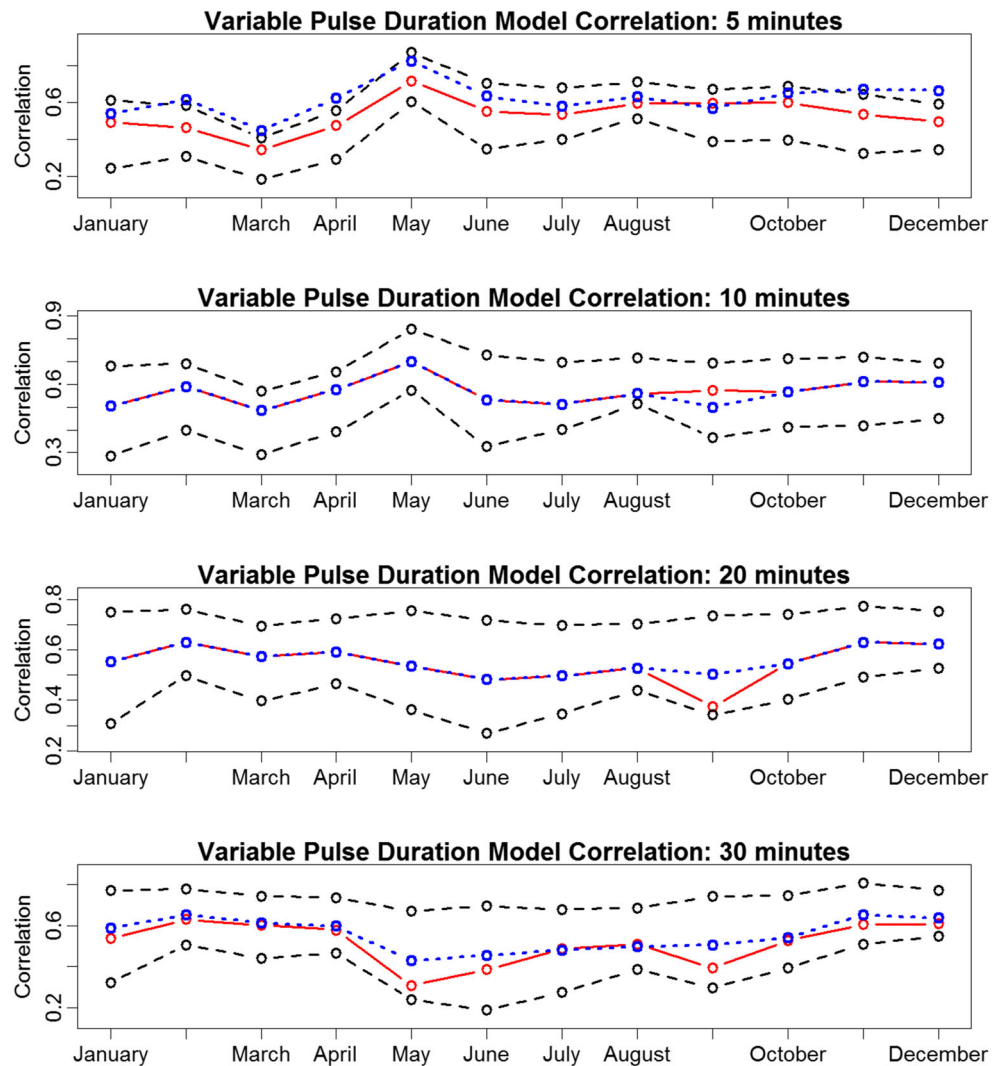 Variable Pulse Duration Model Correlation: 5 minutes
Correlation
0.6
0.2
January March April May June July August October December
Variable Pulse Duration Model Correlation: 10 minutes
Correlation
0.9
0.6
0.3
January March April May June July August October December
Variable Pulse Duration Model Correlation: 20 minutes
Correlation
0.8
0.6
0.4
0.2
January March April May June July August October December
Variable Pulse Duration Model Correlation: 30 minutes
Correlation
0.6
0.2
January March April May June July August October December